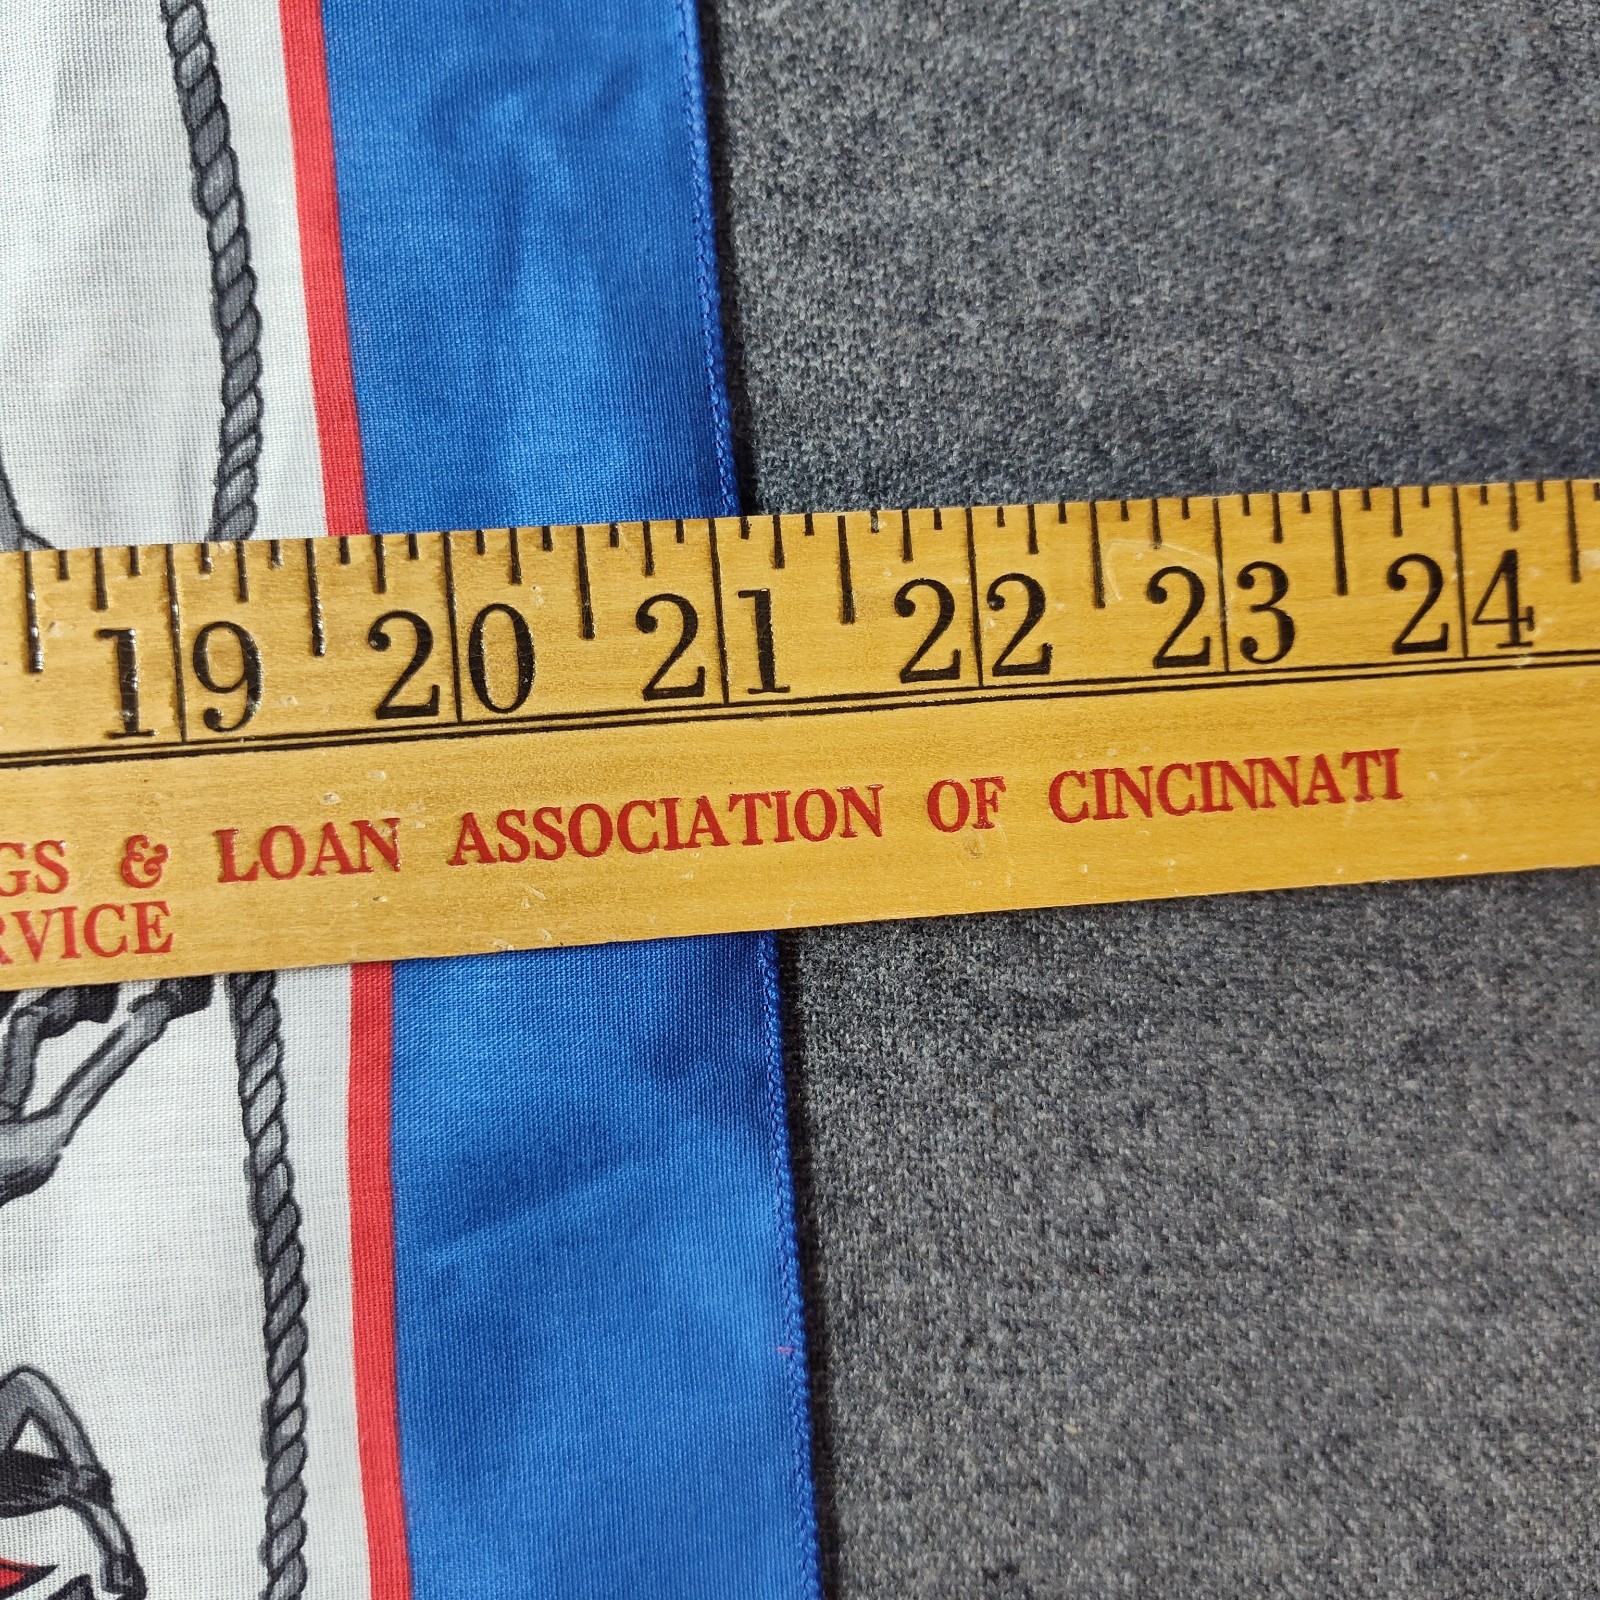 19 20 21 22 23 24
GS & LOAN ASSOCIATION OF CINCINNATI
RVICE